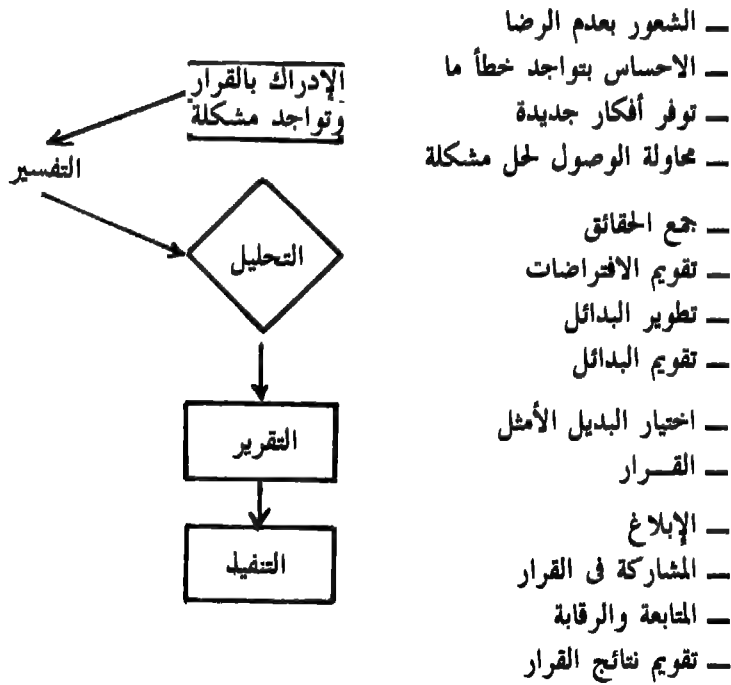 — الشعور بعدم الرضا
— الاحساس بتواجد خطأ ما
— توفر أفكار جديدة
— محاولة الوصول لحل مشكلة
— جمع الحقائق
— تقويم الافتراضات
— تطوير البدائل
— تقويم البدائل
— اختيار البديل الأمثل
— القـــرار
— الإبلاغ
— المشاركة فى القرار
— المتابعة والرقابة
— تقويم نتائج القرار
الإدراك بالقرار
وتواجد مشكلة
التفسير
التحليل
التقرير
التنفيذ